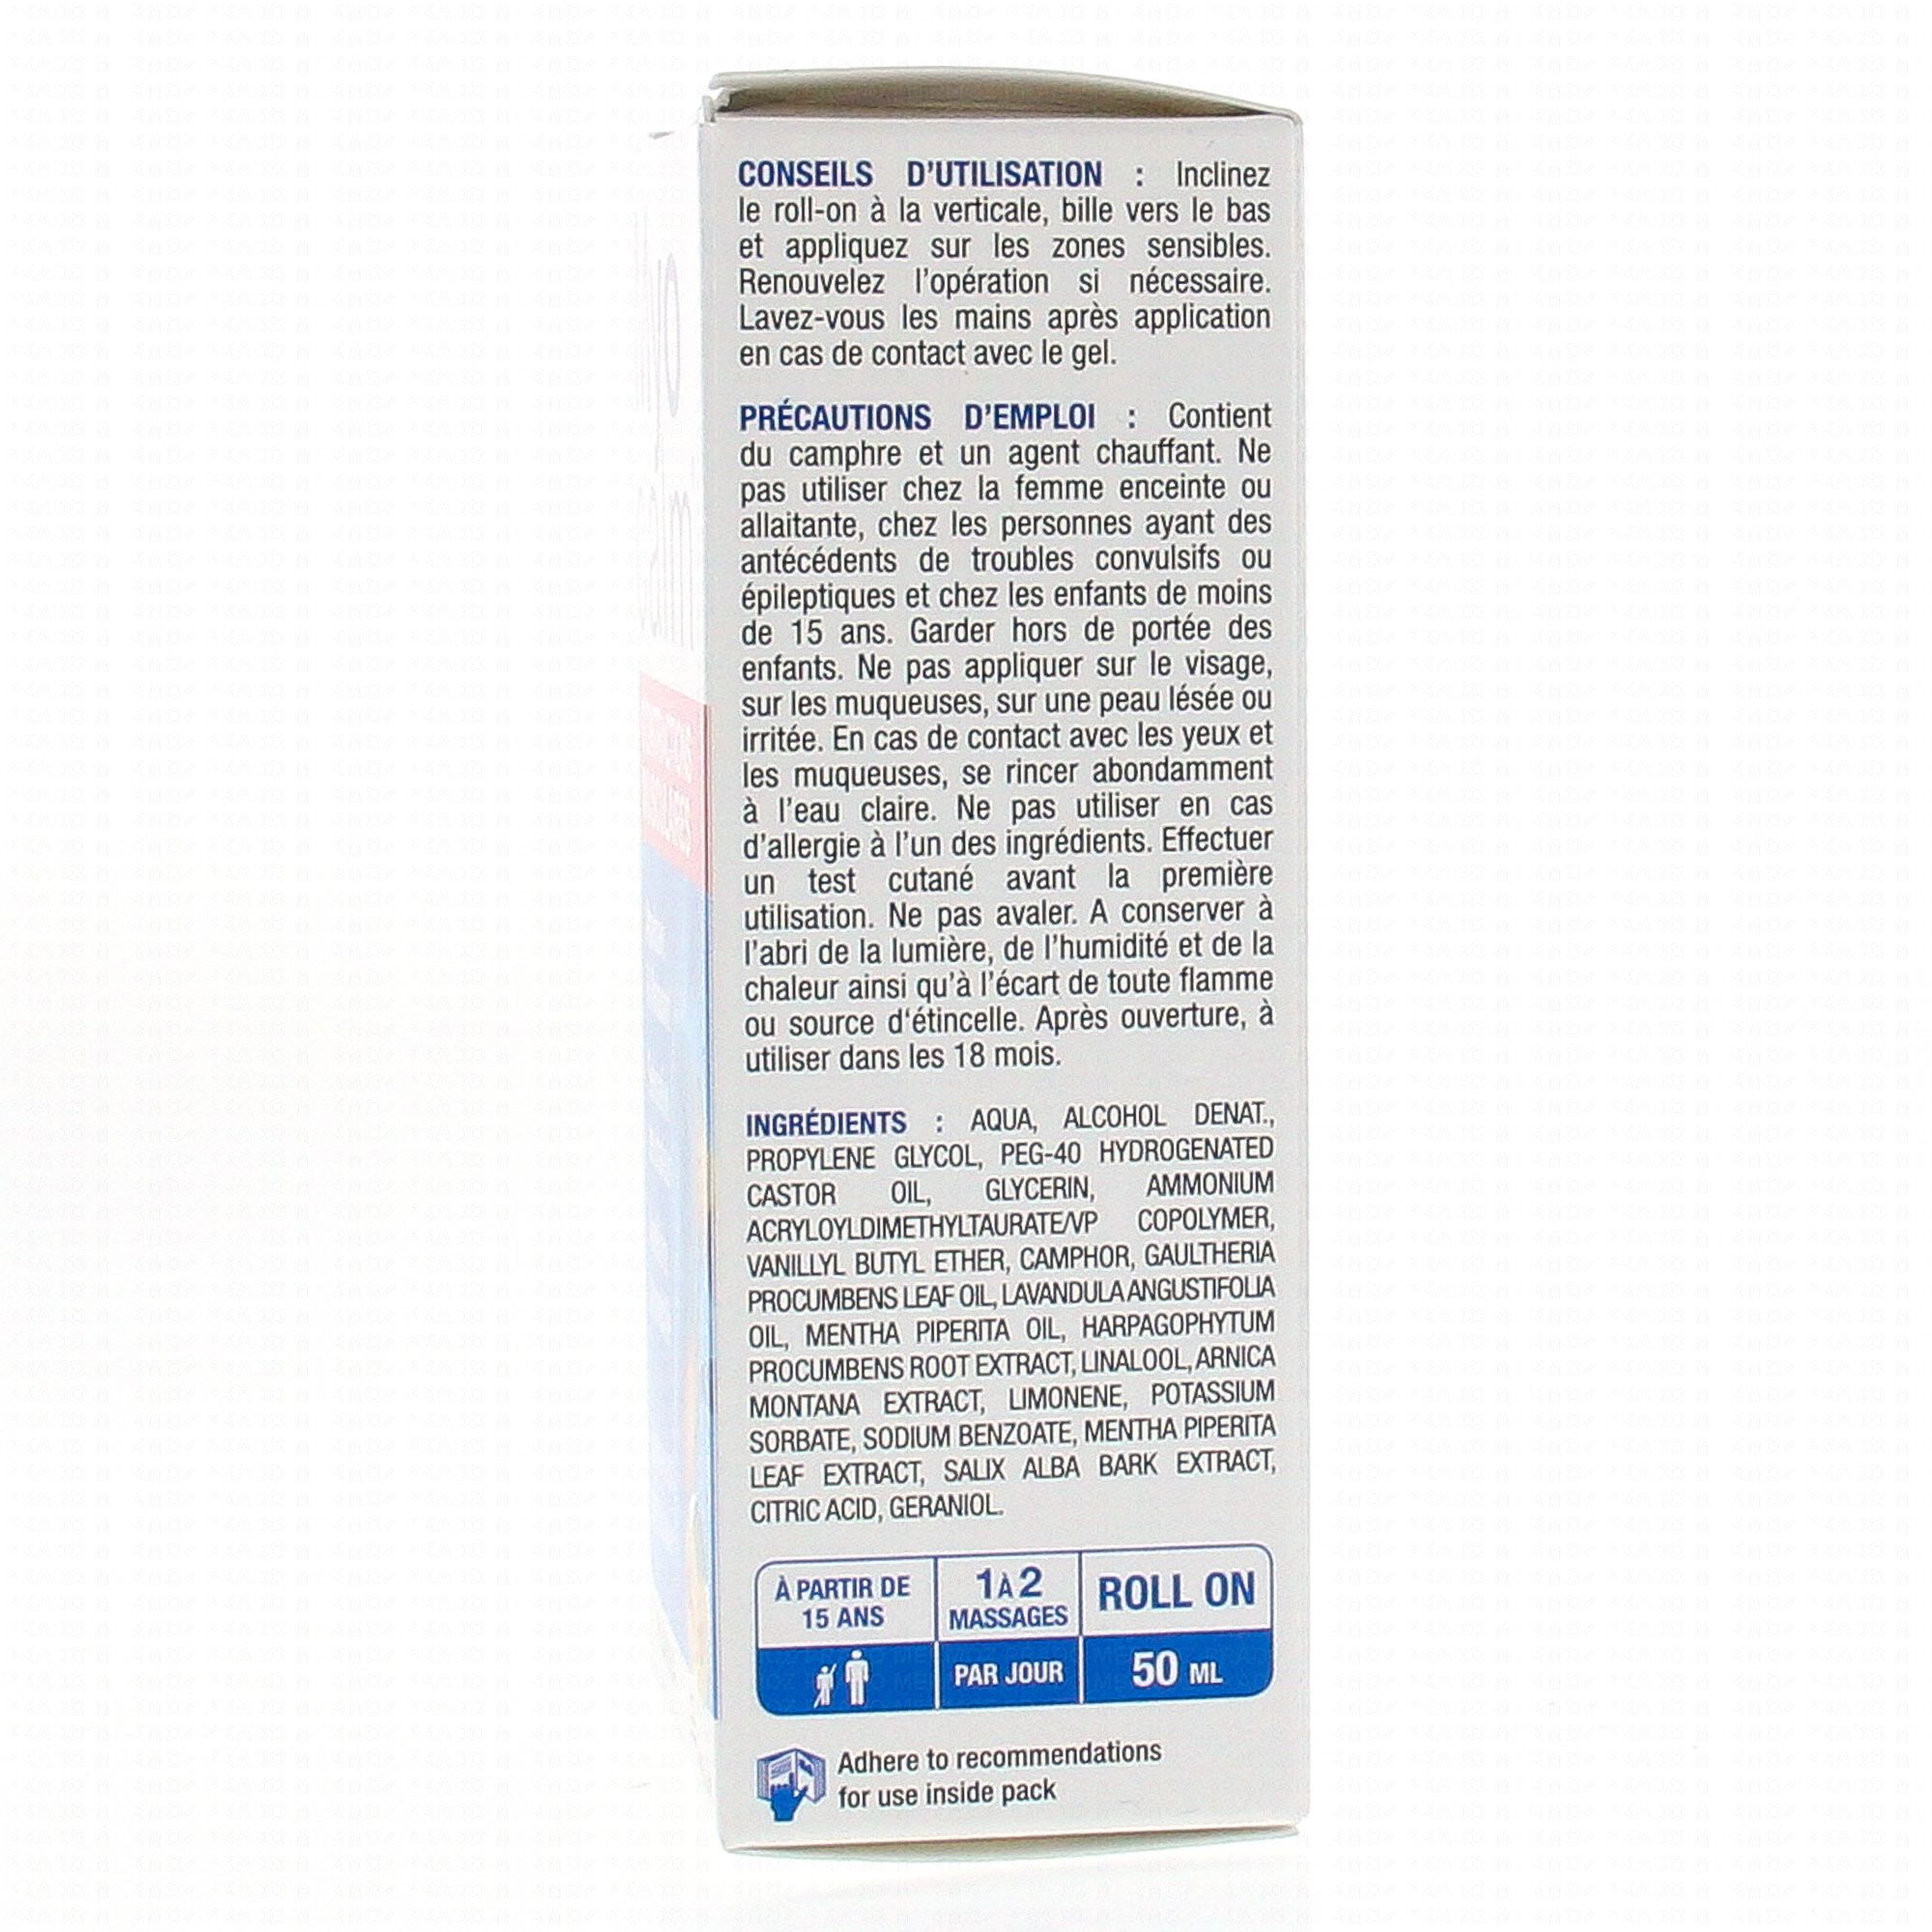 CONSEILS D'UTILISATION : Inclinez
le roll-on à la verticale, bille vers le bas
et appliquez sur les zones sensibles.
Renouvelez l'opération si nécessaire.
Lavez-vous les mains après application
en cas de contact avec le gel.
PRÉCAUTIONS D'EMPLOI : Contient
du camphre et un agent chauffant. Ne
pas utiliser chez la femme enceinte ou
allaitante, chez les personnes ayant des
antécédents de troubles convulsifs ou
épileptiques et chez les enfants de moins
de 15 ans. Garder hors de portée des
enfants. Ne pas appliquer sur le visage,
sur les muqueuses, sur une peau lésée ou
irritée. En cas de contact avec les yeux et
les muqueuses, se rincer abondamment
à l'eau claire. Ne pas utiliser en cas
d'allergie à l'un des ingrédients. Effectuer
un test cutané avant la première
utilisation. Ne pas avaler. A conserver à
l'abri de la lumière, de l'humidité et de la
chaleur ainsi qu'à l'écart de toute flamme
ou source d'étincelle. Après ouverture, à
utiliser dans les 18 mois.
INGRÉDIENTS : AQUA, ALCOHOL DENAT.,
PROPYLENE GLYCOL, PEG-40 HYDROGENATED
CASTOR OIL, GLYCERIN, AMMONIUM
ACRYLOYLDIMETHYLTAURATE/VP COPOLYMER,
VANILLYL BUTYL ETHER, CAMPHOR, GAULTHERIA
PROCUMBENS LEAF OIL, LAVANDULA ANGUSTIFOLIA
OIL, MENTHA PIPERITA OIL, HARPAGOPHYTUM
PROCUMBENS ROOT EXTRACT, LINALOOL, ARNICA
MONTANA EXTRACT, LIMONENE, POTASSIUM
SORBATE, SODIUM BENZOATE, MENTHA PIPERITA
LEAF EXTRACT, SALIX ALBA BARK EXTRACT,
CITRIC ACID, GERANIOL.
À PARTIR DE
15 ANS
1 À 2
MASSAGES
PAR JOUR
ROLL ON
50 ML
Adhere to recommendations
for use inside pack